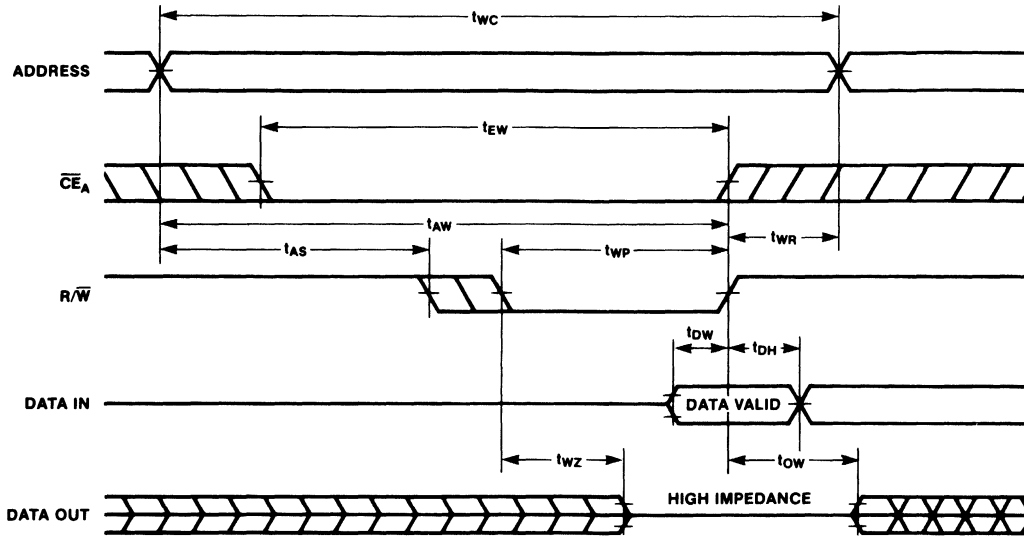 tWC
ADDRESS
tEW
C̅E̅A
tAW
tAS
tWP
tWR
R/W̅
tDW
tDH
DATA IN
DATA VALID
tWZ
tOW
HIGH IMPEDANCE
DATA OUT